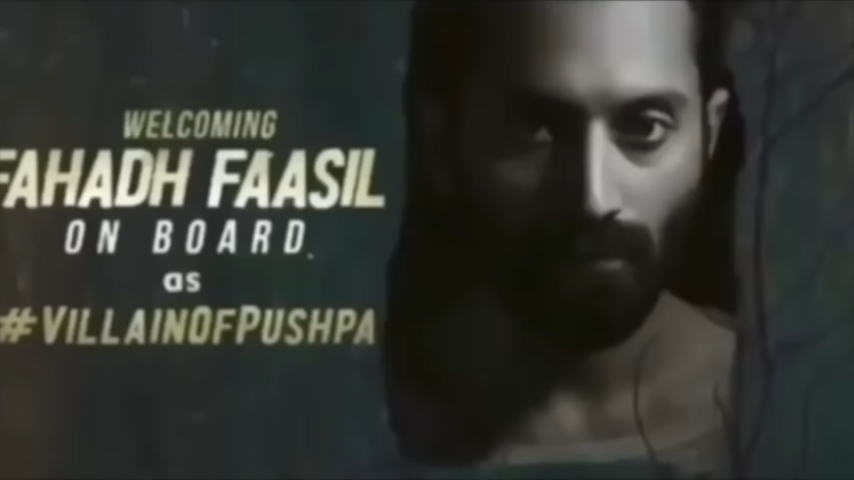 WELCOMING
FAHADH FAASIL
ON BOARD.
as
#VILLAINOFPUSHPA